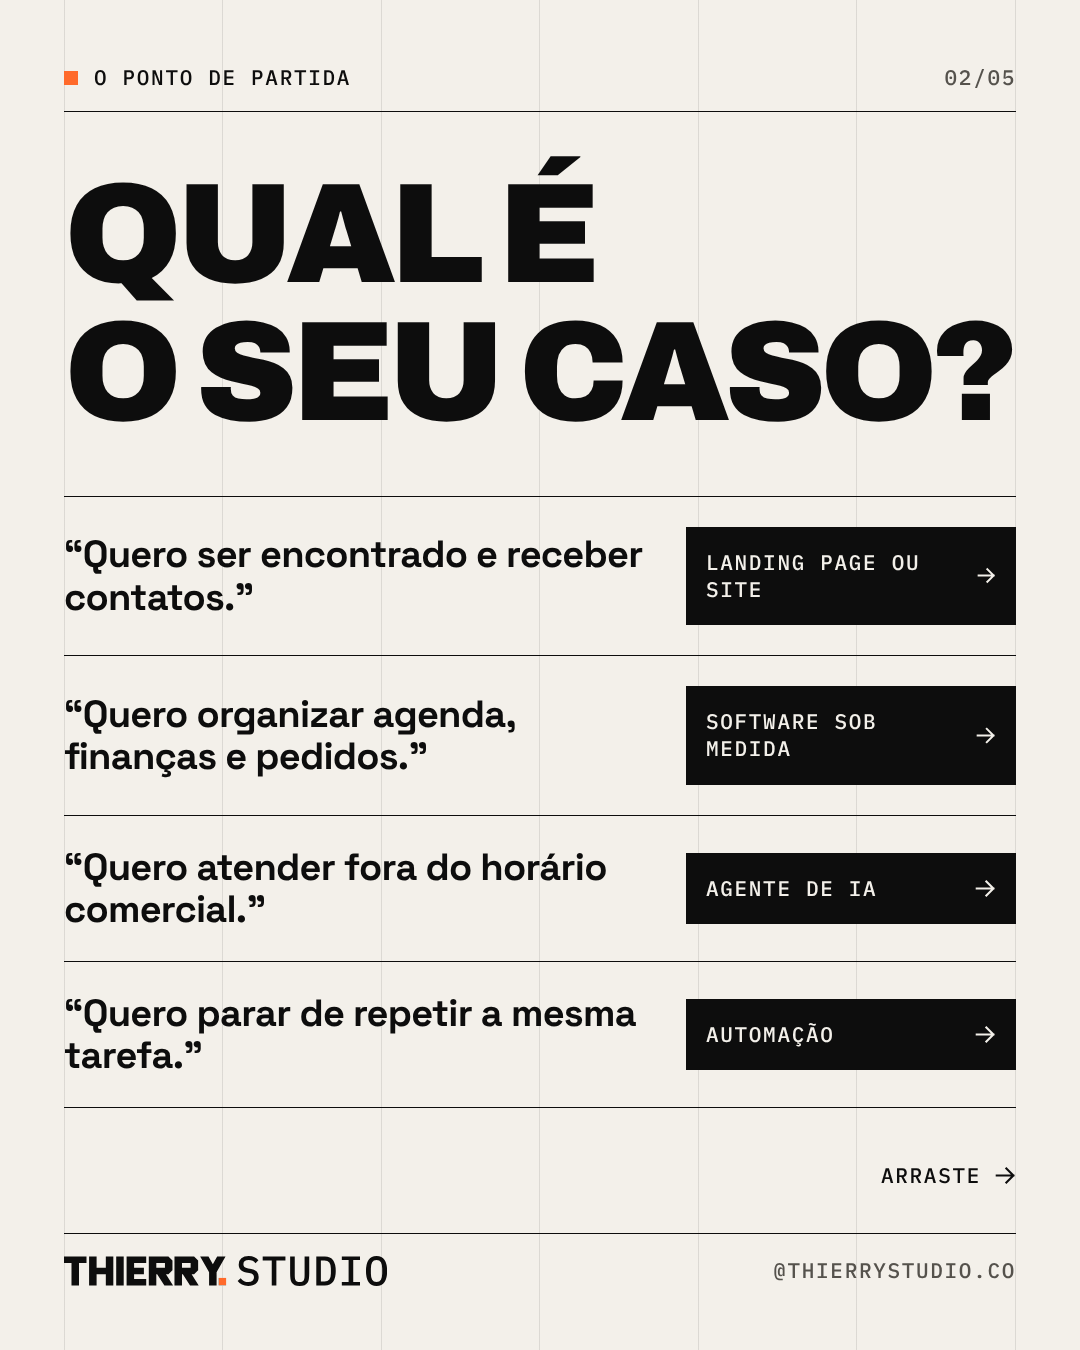 O PONTO DE PARTIDA
02/05
QUAL É
O SEU CASO?
“Quero ser encontrado e receber
contatos.”
LANDING PAGE OU
SITE →
“Quero organizar agenda,
finanças e pedidos.”
SOFTWARE SOB
MEDIDA →
“Quero atender fora do horário
comercial.”
AGENTE DE IA →
“Quero parar de repetir a mesma
tarefa.”
AUTOMAÇÃO →
ARRASTE →
THIERRY. STUDIO
@THIERRYSTUDIO.CO